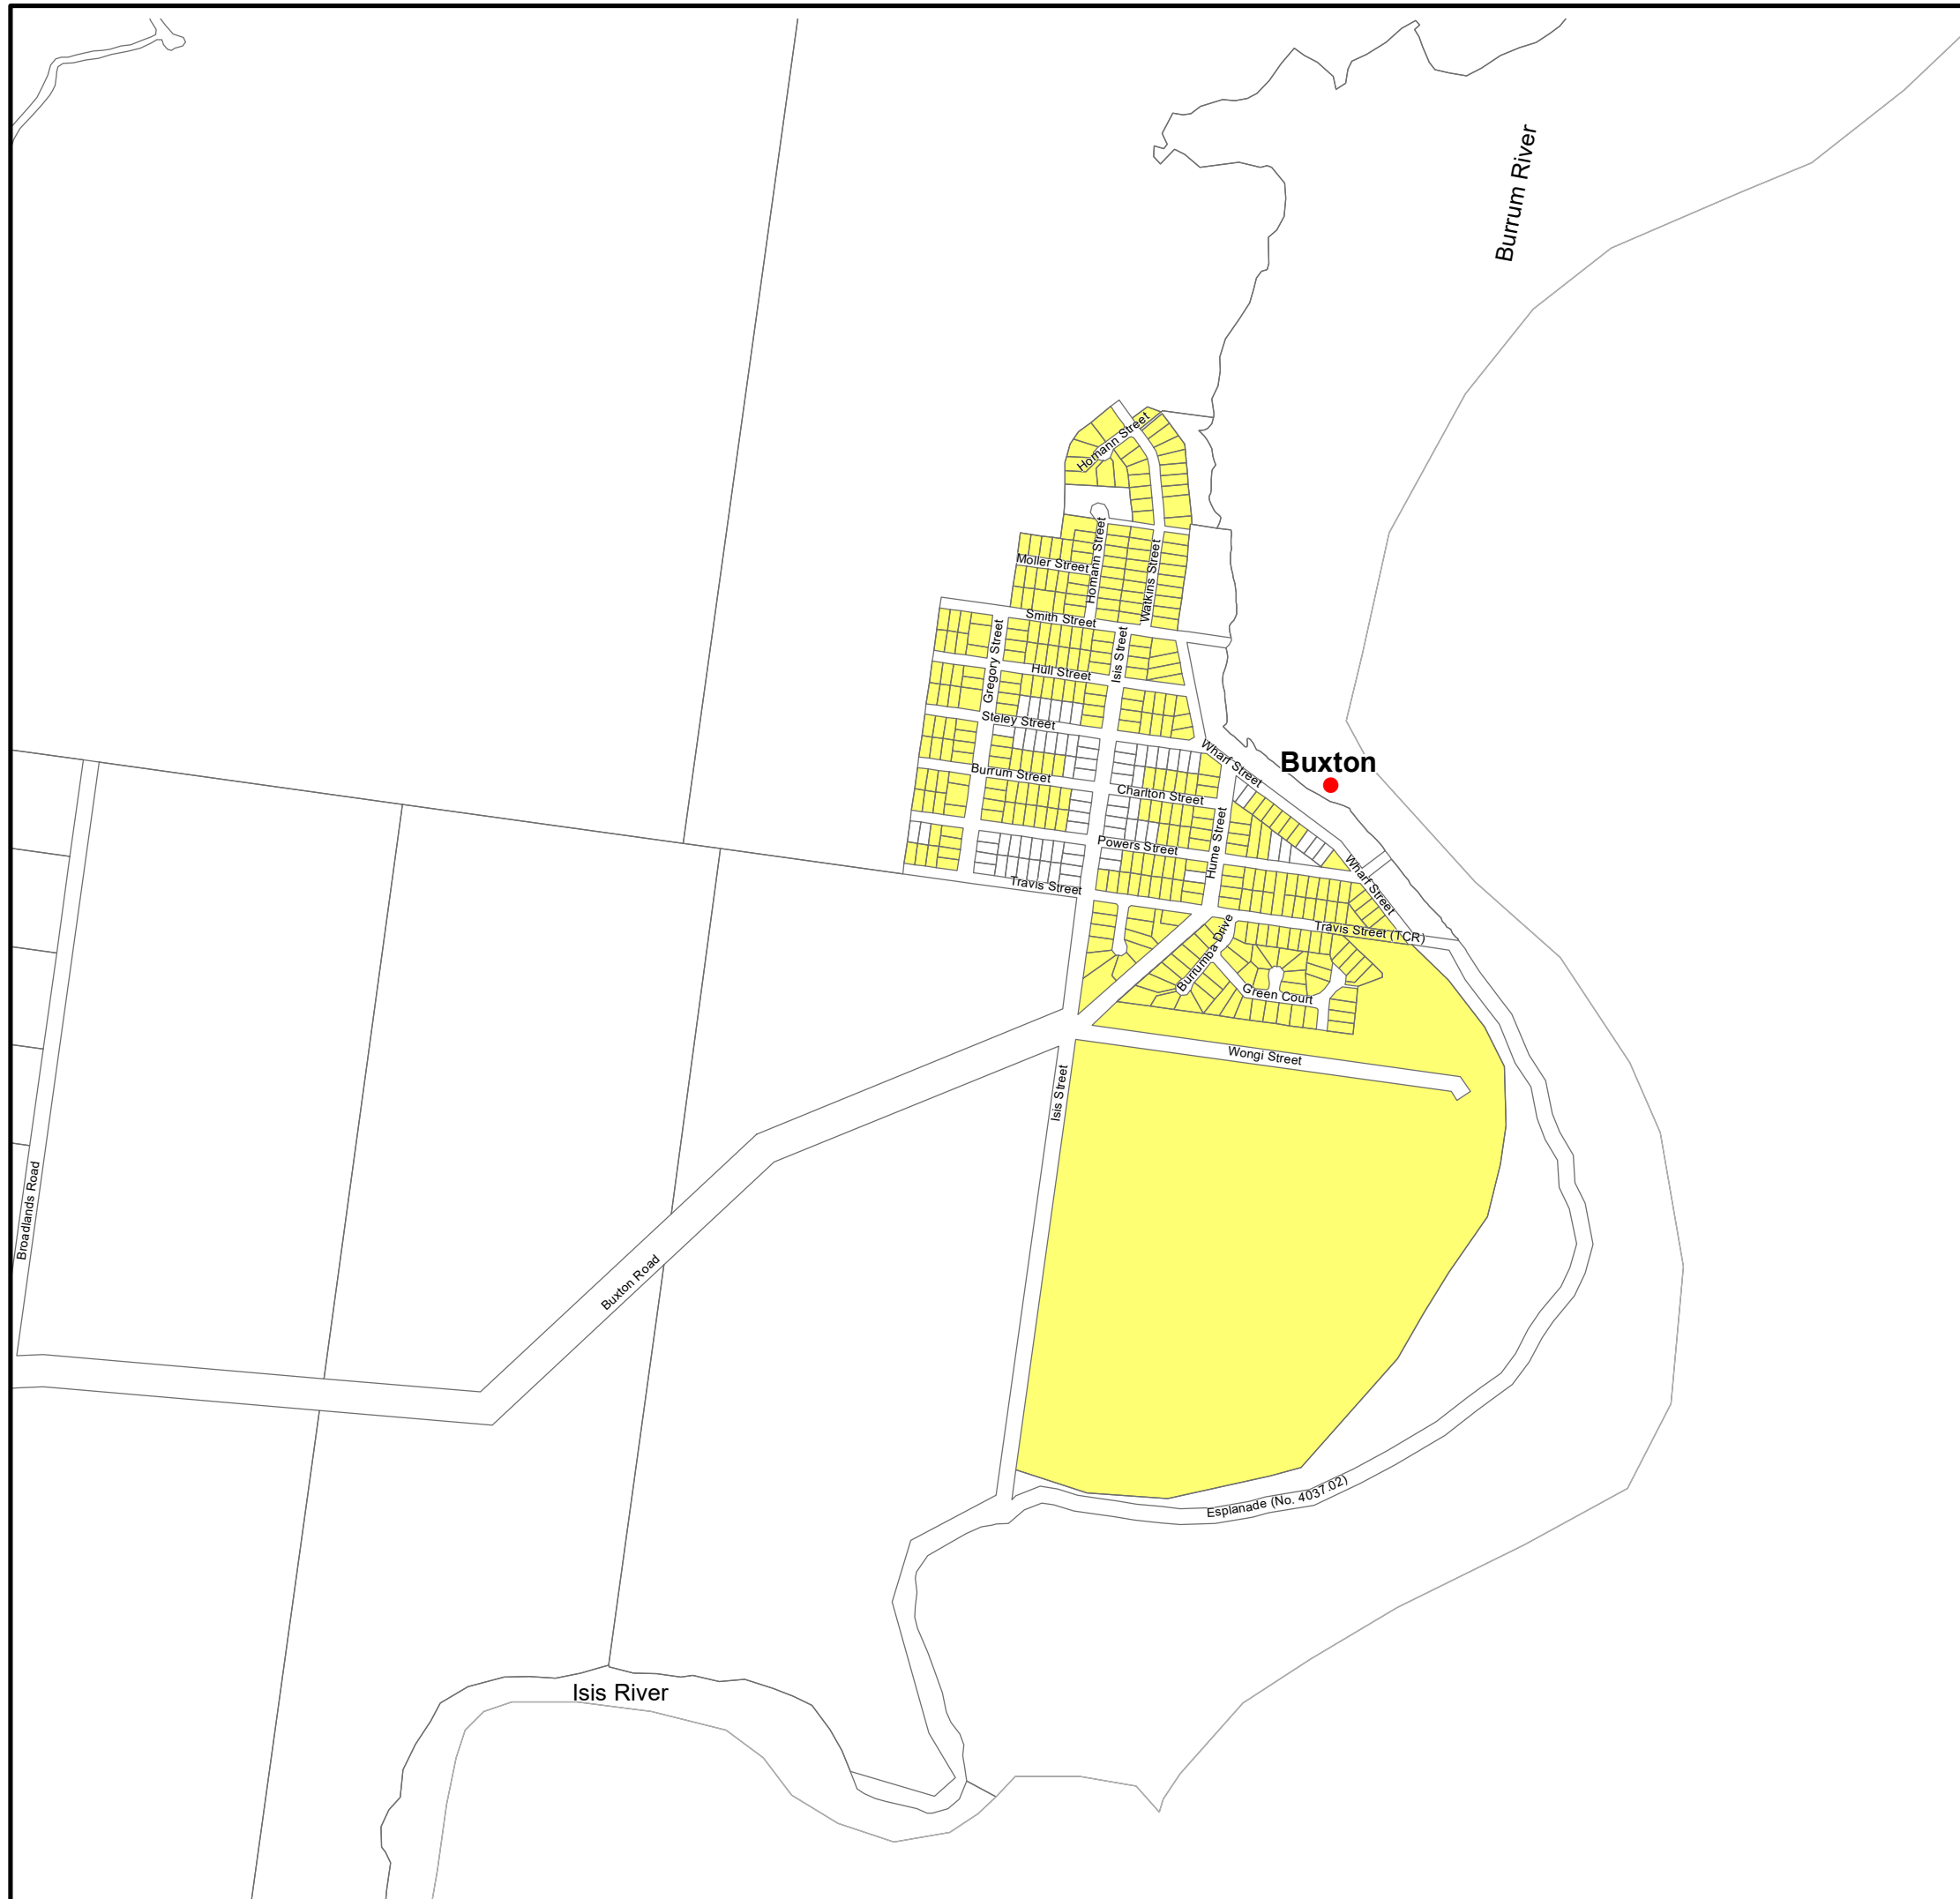 Burrum River
Homann Street
Moller Street
Homann Street
Watkins Street
Smith Street
Gregory Street
Isis Street
Hull Street
Steley Street
Wharf Street
Buxton
Burrum Street
Charlton Street
Hume Street
Powers Street
Wharf Street
Travis Street
Travis Street (TCR)
Burrumba Drive
Green Court
Wongi Street
Isis Street
Broadlands Road
Buxton Road
Esplanade (No. 4037.02)
Isis River